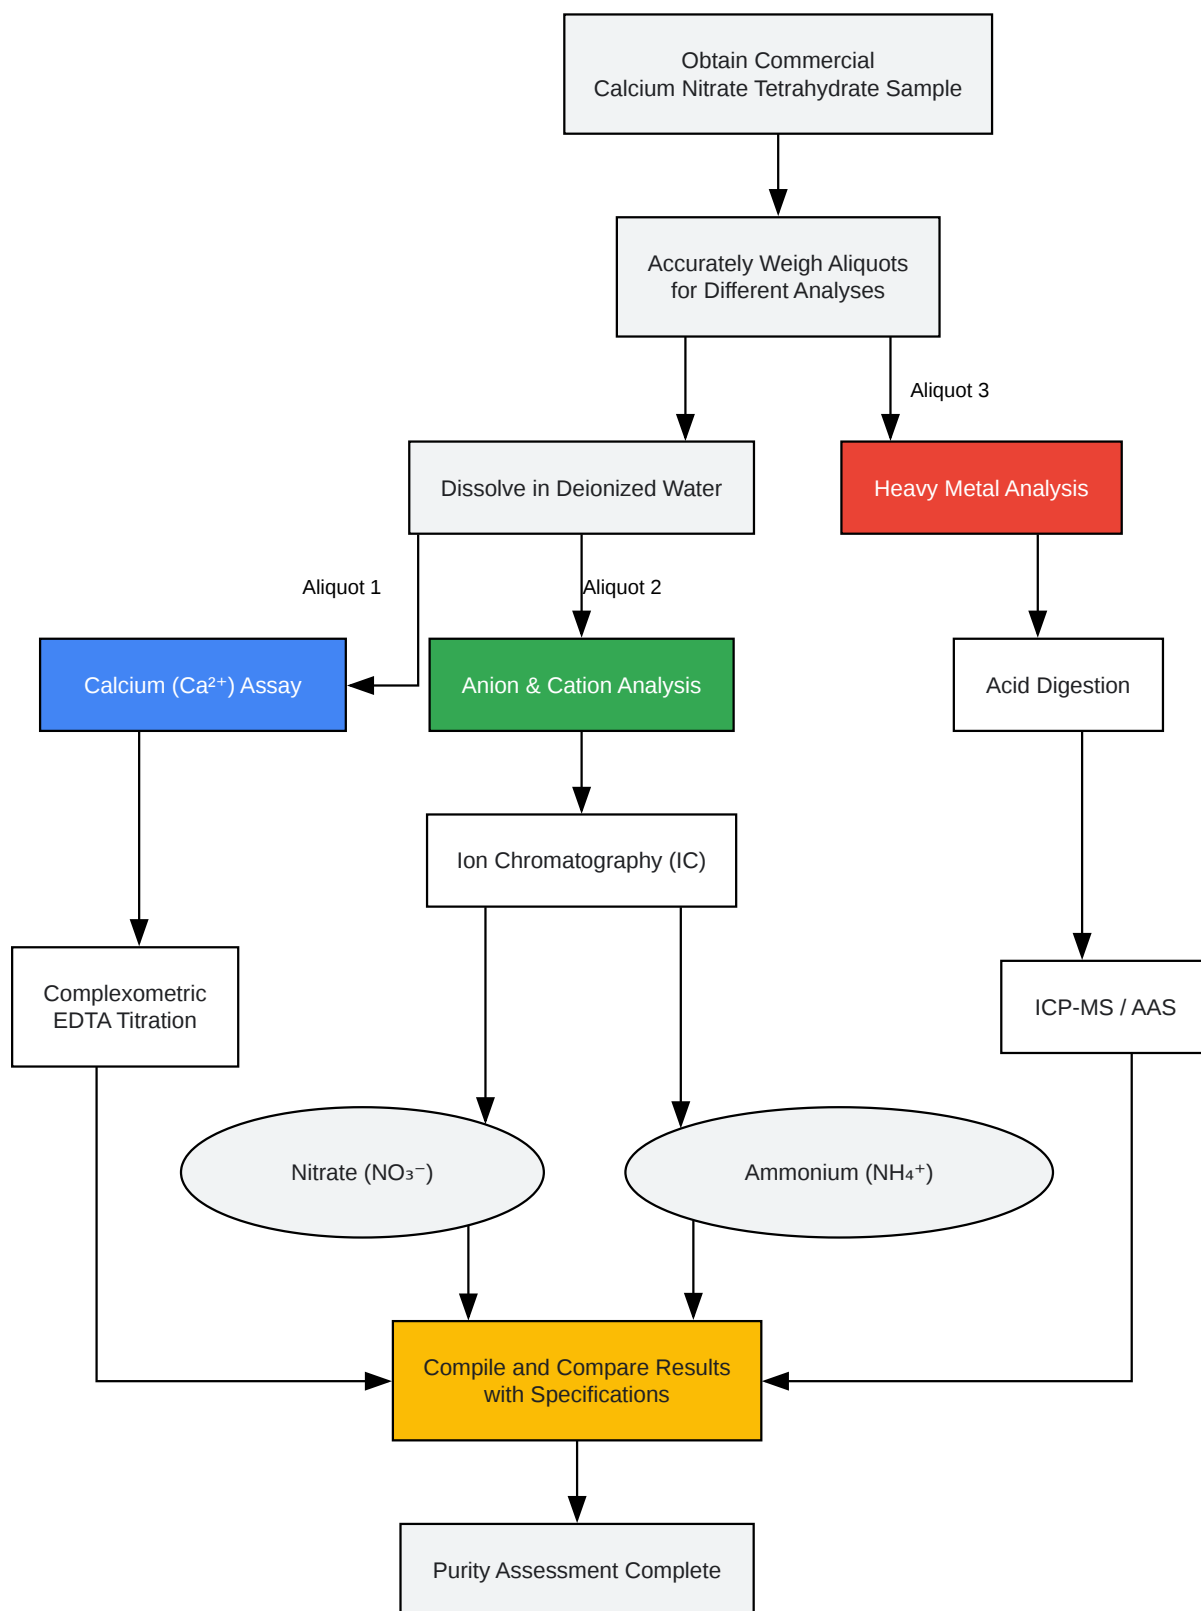 Obtain Commercial
Calcium Nitrate Tetrahydrate Sample
Accurately Weigh Aliquots
for Different Analyses
Aliquot 3
Dissolve in Deionized Water
Heavy Metal Analysis
Aliquot 1
Aliquot 2
Calcium (Ca²⁺) Assay
Anion & Cation Analysis
Acid Digestion
Ion Chromatography (IC)
Complexometric
EDTA Titration
ICP-MS / AAS
Nitrate (NO₃⁻)
Ammonium (NH₄⁺)
Compile and Compare Results
with Specifications
Purity Assessment Complete